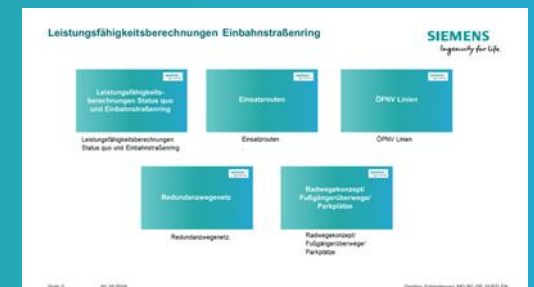 Leistungsfähigkeitsberechnungen Einbahnstraßenring
SIEMENS
Ingenuity for life
Leistungsfähigkeits-
berechnungen Status quo
und Einbahnstraßenring
Einsatzrouten
ÖPNV Linien
Leistungsfähigkeitsberechnungen
Status quo und Einbahnstraßenring
Einsatzrouten
ÖPNV Linien
Redundanzwegenetz
Radwegekonzept/
Fußgängerüberwege/
Parkplätze
Redundanzwegenetz
Radwegekonzept/
Fußgängerüberwege/
Parkplätze